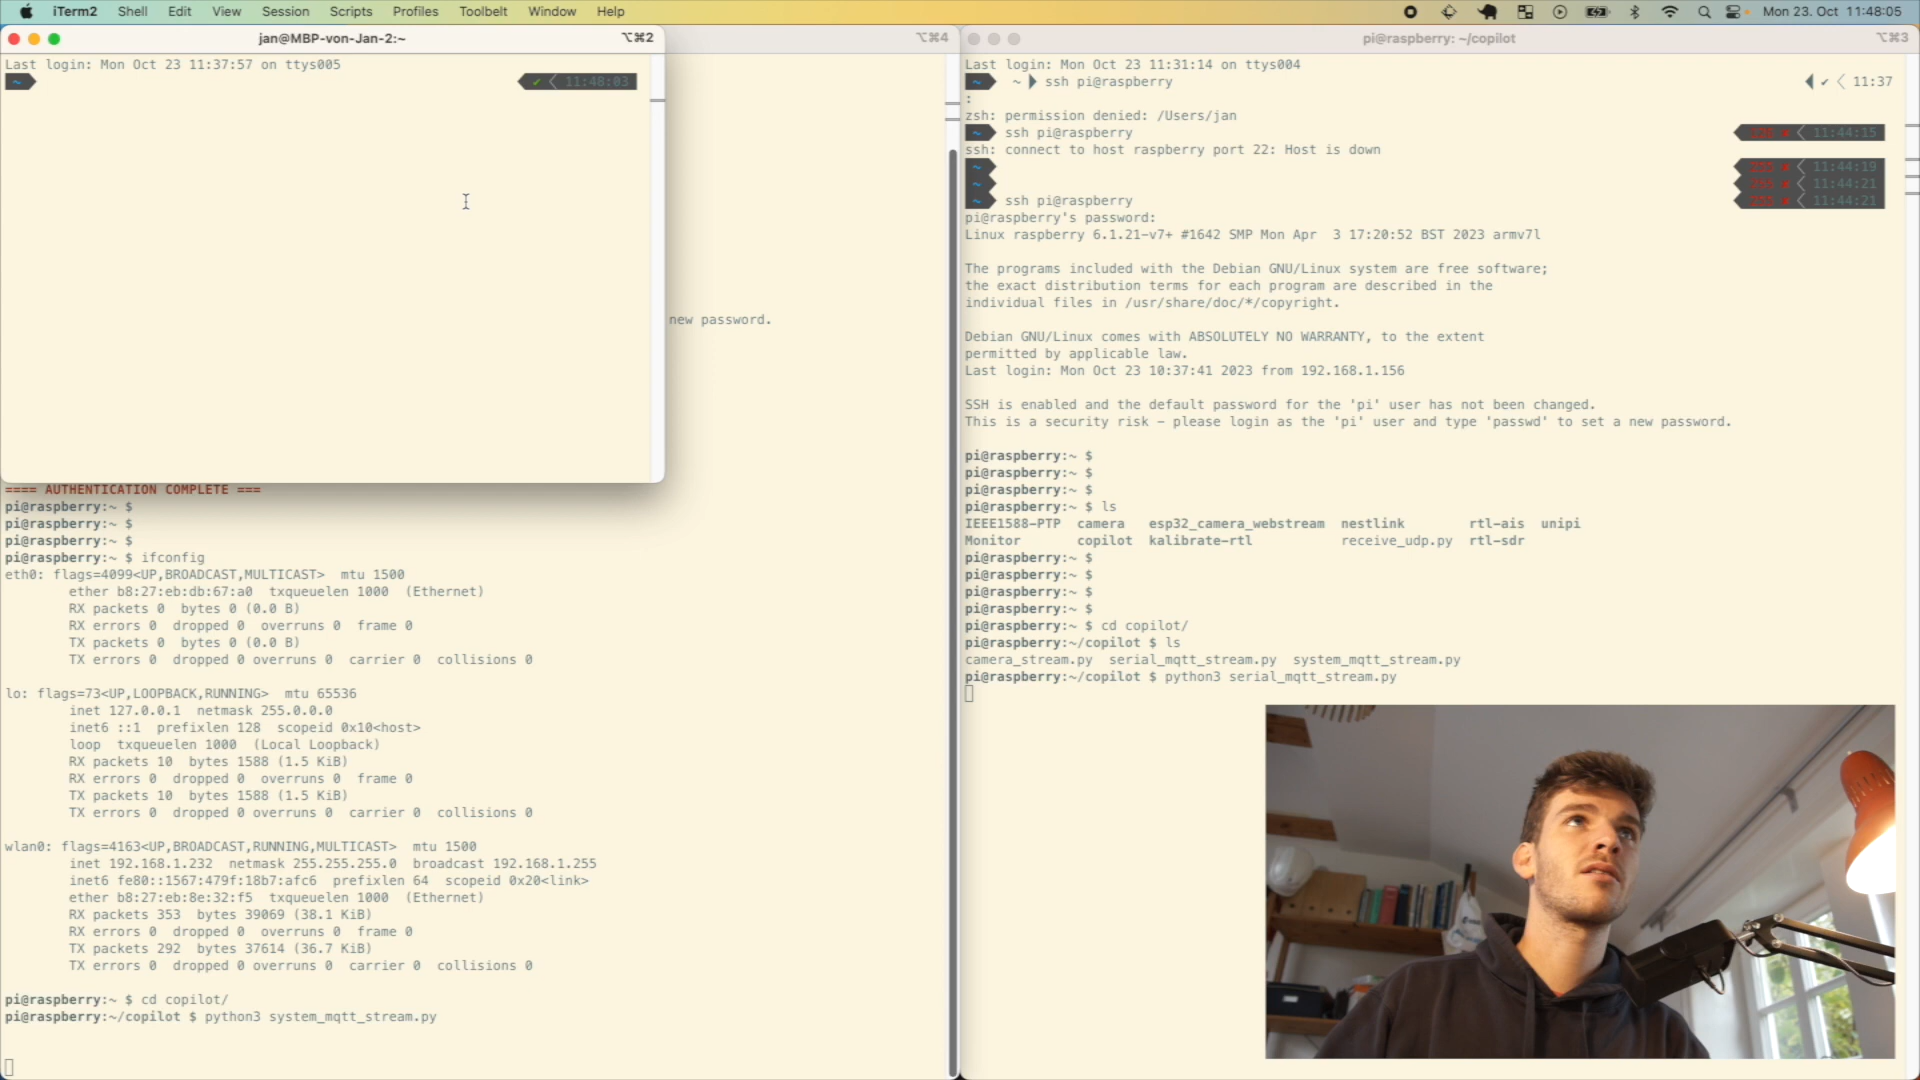 iTerm2 Shell Edit View Session Scripts Profiles Toolbelt Window Help Mon 23. Oct 11:48:05
jan@MBP-von-Jan-2:~ ⌥⌘2
Last login: Mon Oct 23 11:37:57 on ttys005
~ ✓ 11:48:03
⌥⌘4
new password.
==== AUTHENTICATION COMPLETE ===
pi@raspberry:~ $
pi@raspberry:~ $
pi@raspberry:~ $
pi@raspberry:~ $ ifconfig
eth0: flags=4099<UP,BROADCAST,MULTICAST> mtu 1500
ether b8:27:eb:db:67:a0 txqueuelen 1000 (Ethernet)
RX packets 0 bytes 0 (0.0 B)
RX errors 0 dropped 0 overruns 0 frame 0
TX packets 0 bytes 0 (0.0 B)
TX errors 0 dropped 0 overruns 0 carrier 0 collisions 0
lo: flags=73<UP,LOOPBACK,RUNNING> mtu 65536
inet 127.0.0.1 netmask 255.0.0.0
inet6 ::1 prefixlen 128 scopeid 0x10<host>
loop txqueuelen 1000 (Local Loopback)
RX packets 10 bytes 1588 (1.5 KiB)
RX errors 0 dropped 0 overruns 0 frame 0
TX packets 10 bytes 1588 (1.5 KiB)
TX errors 0 dropped 0 overruns 0 carrier 0 collisions 0
wlan0: flags=4163<UP,BROADCAST,RUNNING,MULTICAST> mtu 1500
inet 192.168.1.232 netmask 255.255.255.0 broadcast 192.168.1.255
inet6 fe80::1567:479f:18b7:afc6 prefixlen 64 scopeid 0x20<link>
ether b8:27:eb:8e:32:f5 txqueuelen 1000 (Ethernet)
RX packets 353 bytes 39069 (38.1 KiB)
RX errors 0 dropped 0 overruns 0 frame 0
TX packets 292 bytes 37614 (36.7 KiB)
TX errors 0 dropped 0 overruns 0 carrier 0 collisions 0
pi@raspberry:~ $ cd copilot/
pi@raspberry:~/copilot $ python3 system_mqtt_stream.py
pi@raspberry: ~/copilot ⌥⌘3
Last login: Mon Oct 23 11:31:14 on ttys004
~ ~ ssh pi@raspberry ✓ 11:37
:
zsh: permission denied: /Users/jan
~ ssh pi@raspberry 11:44:15
ssh: connect to host raspberry port 22: Host is down
~ 11:44:19
~ 11:44:21
~ ssh pi@raspberry 11:44:21
pi@raspberry's password:
Linux raspberry 6.1.21-v7+ #1642 SMP Mon Apr 3 17:20:52 BST 2023 armv7l
The programs included with the Debian GNU/Linux system are free software;
the exact distribution terms for each program are described in the
individual files in /usr/share/doc/*/copyright.
Debian GNU/Linux comes with ABSOLUTELY NO WARRANTY, to the extent
permitted by applicable law.
Last login: Mon Oct 23 10:37:41 2023 from 192.168.1.156
SSH is enabled and the default password for the 'pi' user has not been changed.
This is a security risk - please login as the 'pi' user and type 'passwd' to set a new password.
pi@raspberry:~ $
pi@raspberry:~ $
pi@raspberry:~ $
pi@raspberry:~ $ ls
IEEE1588-PTP camera esp32_camera_webstream nestlink rtl-ais unipi
Monitor copilot kalibrate-rtl receive_udp.py rtl-sdr
pi@raspberry:~ $
pi@raspberry:~ $
pi@raspberry:~ $
pi@raspberry:~ $
pi@raspberry:~ $ cd copilot/
pi@raspberry:~/copilot $ ls
camera_stream.py serial_mqtt_stream.py system_mqtt_stream.py
pi@raspberry:~/copilot $ python3 serial_mqtt_stream.py